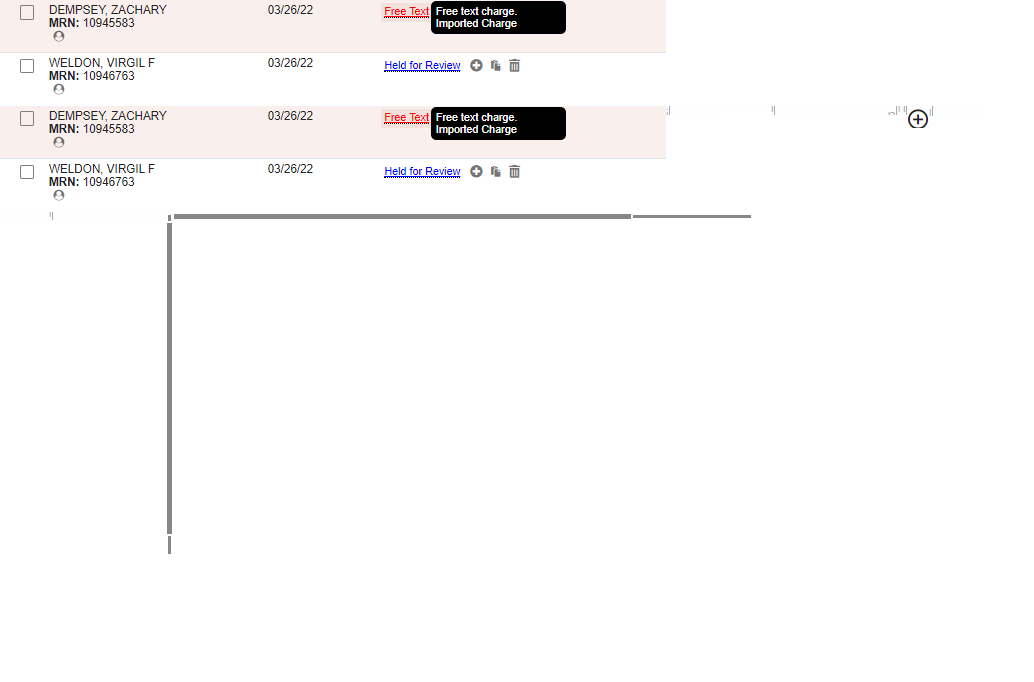 DEMPSEY, ZACHARY 03/26/22 Free Text Free text charge.
MRN: 10945583 Imported Charge
WELDON, VIRGIL F 03/26/22 Held for Review
MRN: 10946763
DEMPSEY, ZACHARY 03/26/22 Free Text Free text charge.
MRN: 10945583 Imported Charge
WELDON, VIRGIL F 03/26/22 Held for Review
MRN: 10946763